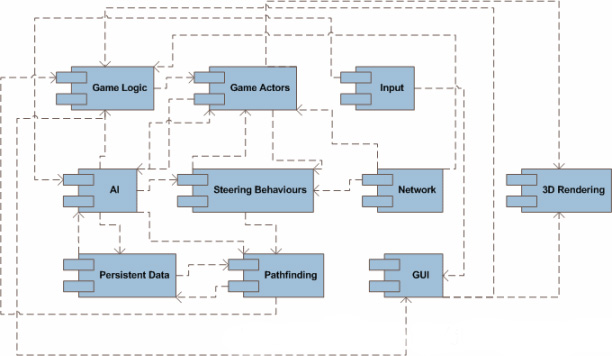 Game Logic
Game Actors
Input
AI
Steering Behaviours
Network
3D Rendering
Persistent Data
Pathfinding
GUI